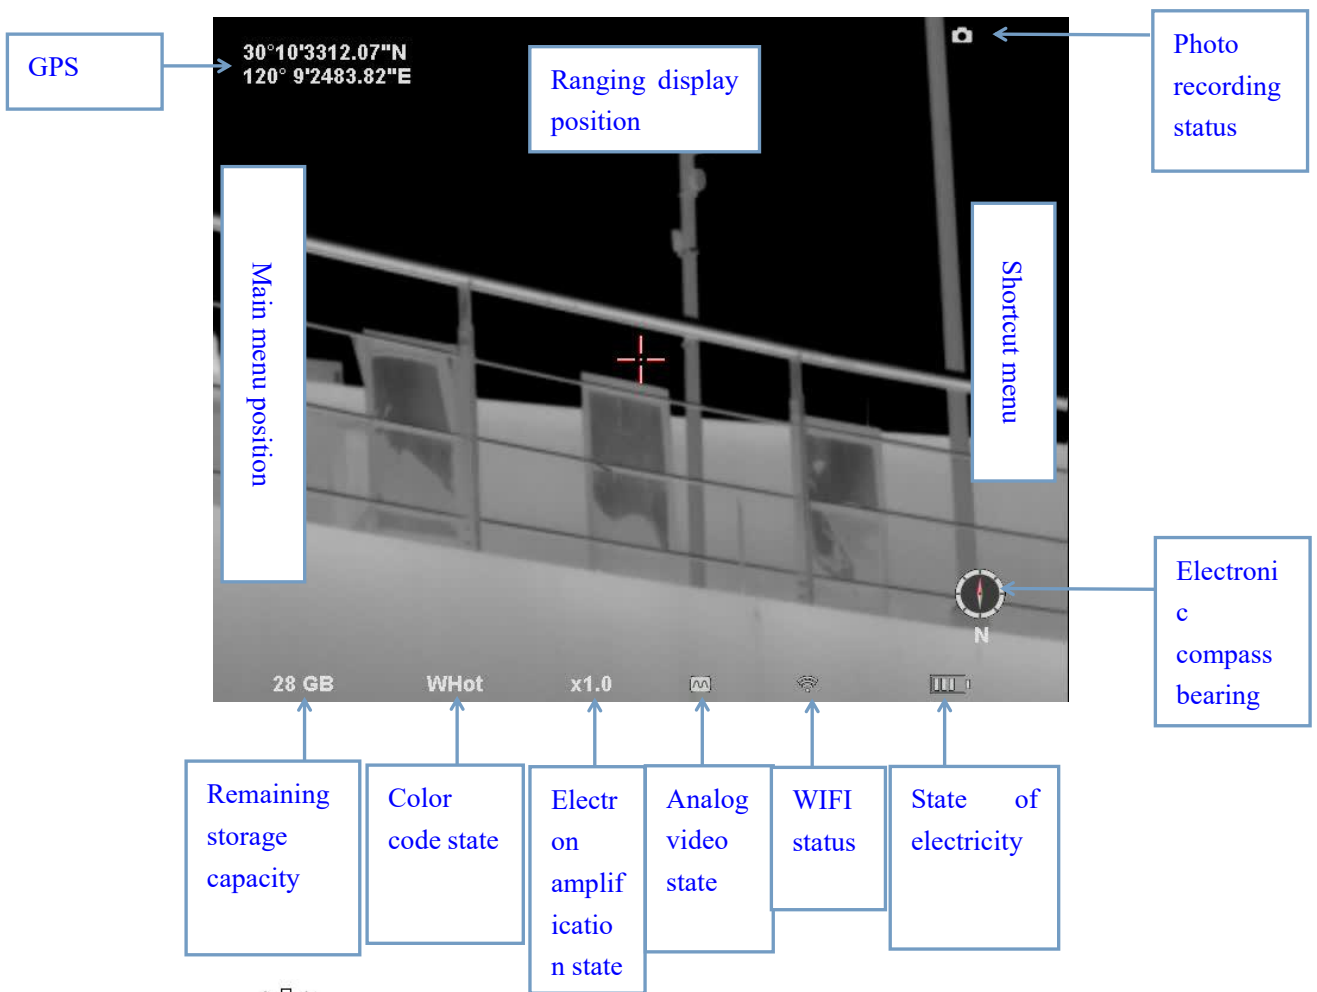 GPS
30°10'3312.07"N
120° 9'2483.82"E
Ranging display
position
Photo
recording
status
Main menu position
Shortcut menu
Electroni
c
compass
bearing
N
28 GB
WHot
x1.0
Remaining
storage
capacity
Color
code state
Electr
on
amplif
icatio
n state
Analog
video
state
WIFI
status
State of
electricity